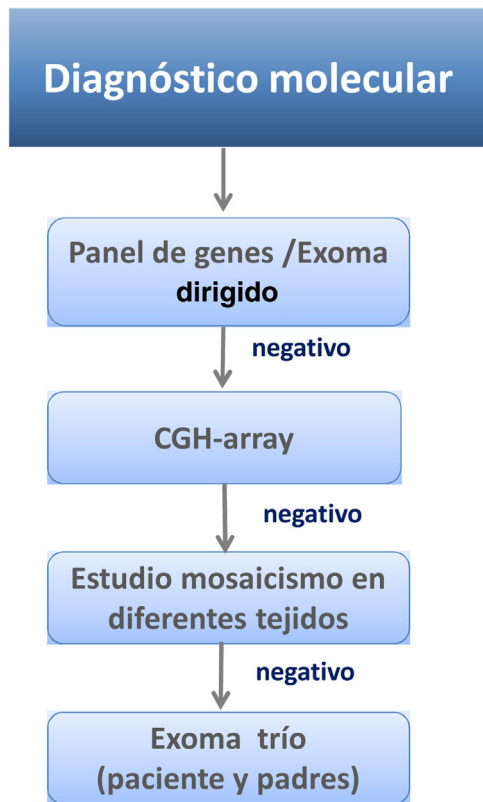 Diagnóstico molecular
Panel de genes /Exoma
dirigido
negativo
CGH-array
negativo
Estudio mosaicismo en
diferentes tejidos
negativo
Exoma trío
(paciente y padres)